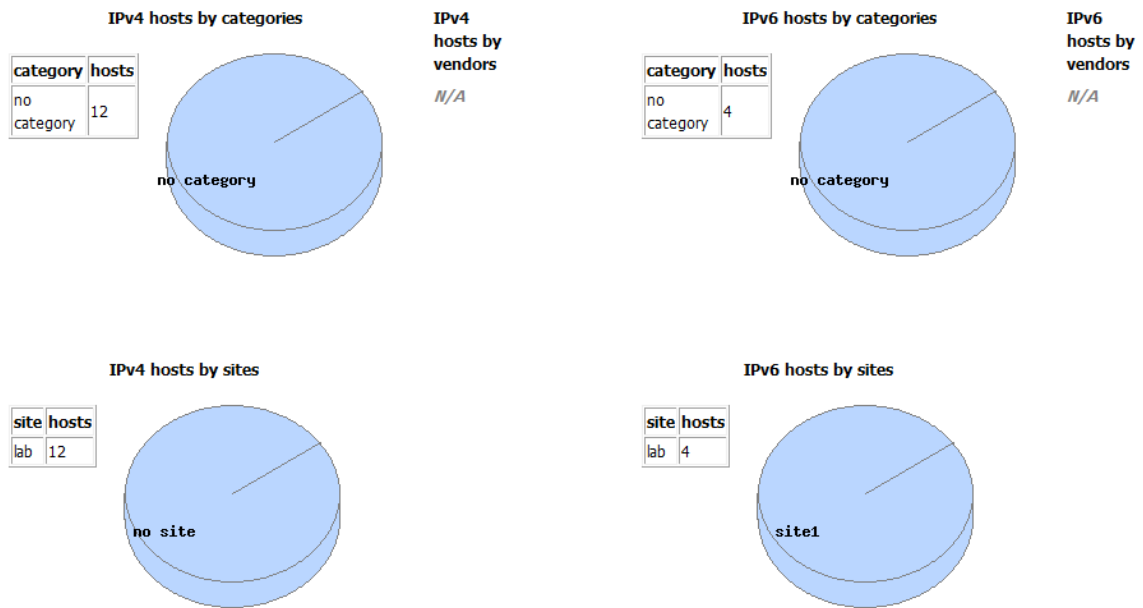 IPv4 hosts by categories
category hosts
no
category 12
no category
IPv4
hosts by
vendors
N/A
IPv6 hosts by categories
category hosts
no
category 4
no category
IPv6
hosts by
vendors
N/A
IPv4 hosts by sites
site hosts
lab 12
no site
IPv6 hosts by sites
site hosts
lab 4
site1